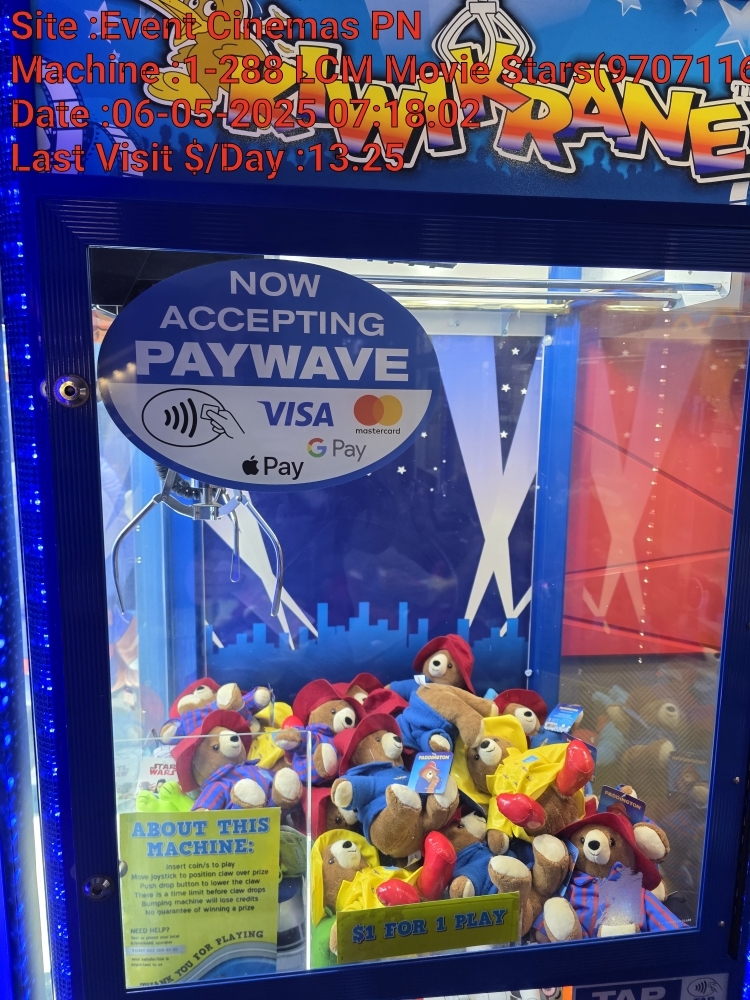 Site :Event Cinemas PN
Machine :1-288 LCM Movie Stars(9707116
Date :06-05-2025 07:18:02
Last Visit $/Day :13.25
KIWI KRANE
TM
NOW
ACCEPTING
PAYWAVE
VISA
mastercard
G Pay
Pay
STAR
WARS
PADDINGTON
PADDINGTON
ABOUT THIS
MACHINE:
Insert coin/s to play
Move joystick to position claw over prize
Push drop button to lower the claw
There is a time limit before claw drops
Bumping machine will lose credits
No guarantee of winning a prize
NEED HELP?
THANK YOU FOR PLAYING
$1 FOR 1 PLAY
TAP